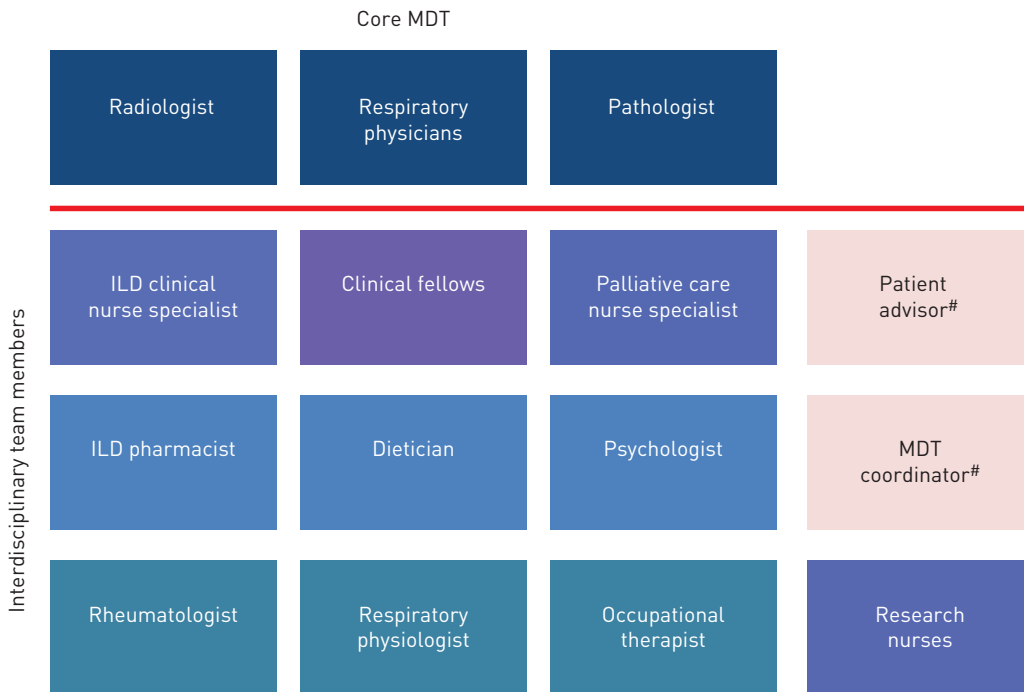 Core MDT
Radiologist
Respiratory
physicians
Pathologist
Interdisciplinary team members
ILD clinical
nurse specialist
Clinical fellows
Palliative care
nurse specialist
Patient
advisor#
ILD pharmacist
Dietician
Psychologist
MDT
coordinator#
Rheumatologist
Respiratory
physiologist
Occupational
therapist
Research
nurses